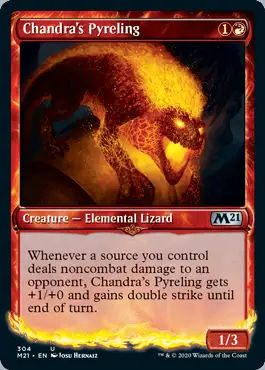 Chandra's Pyreling 1
Creature — Elemental Lizard M21
Whenever a source you control
deals noncombat damage to an
opponent, Chandra's Pyreling gets
+1/+0 and gains double strike until
end of turn.
1/3
304 U
M21 • EN Josu Hernaiz ™ & © 2020 Wizards of the Coast